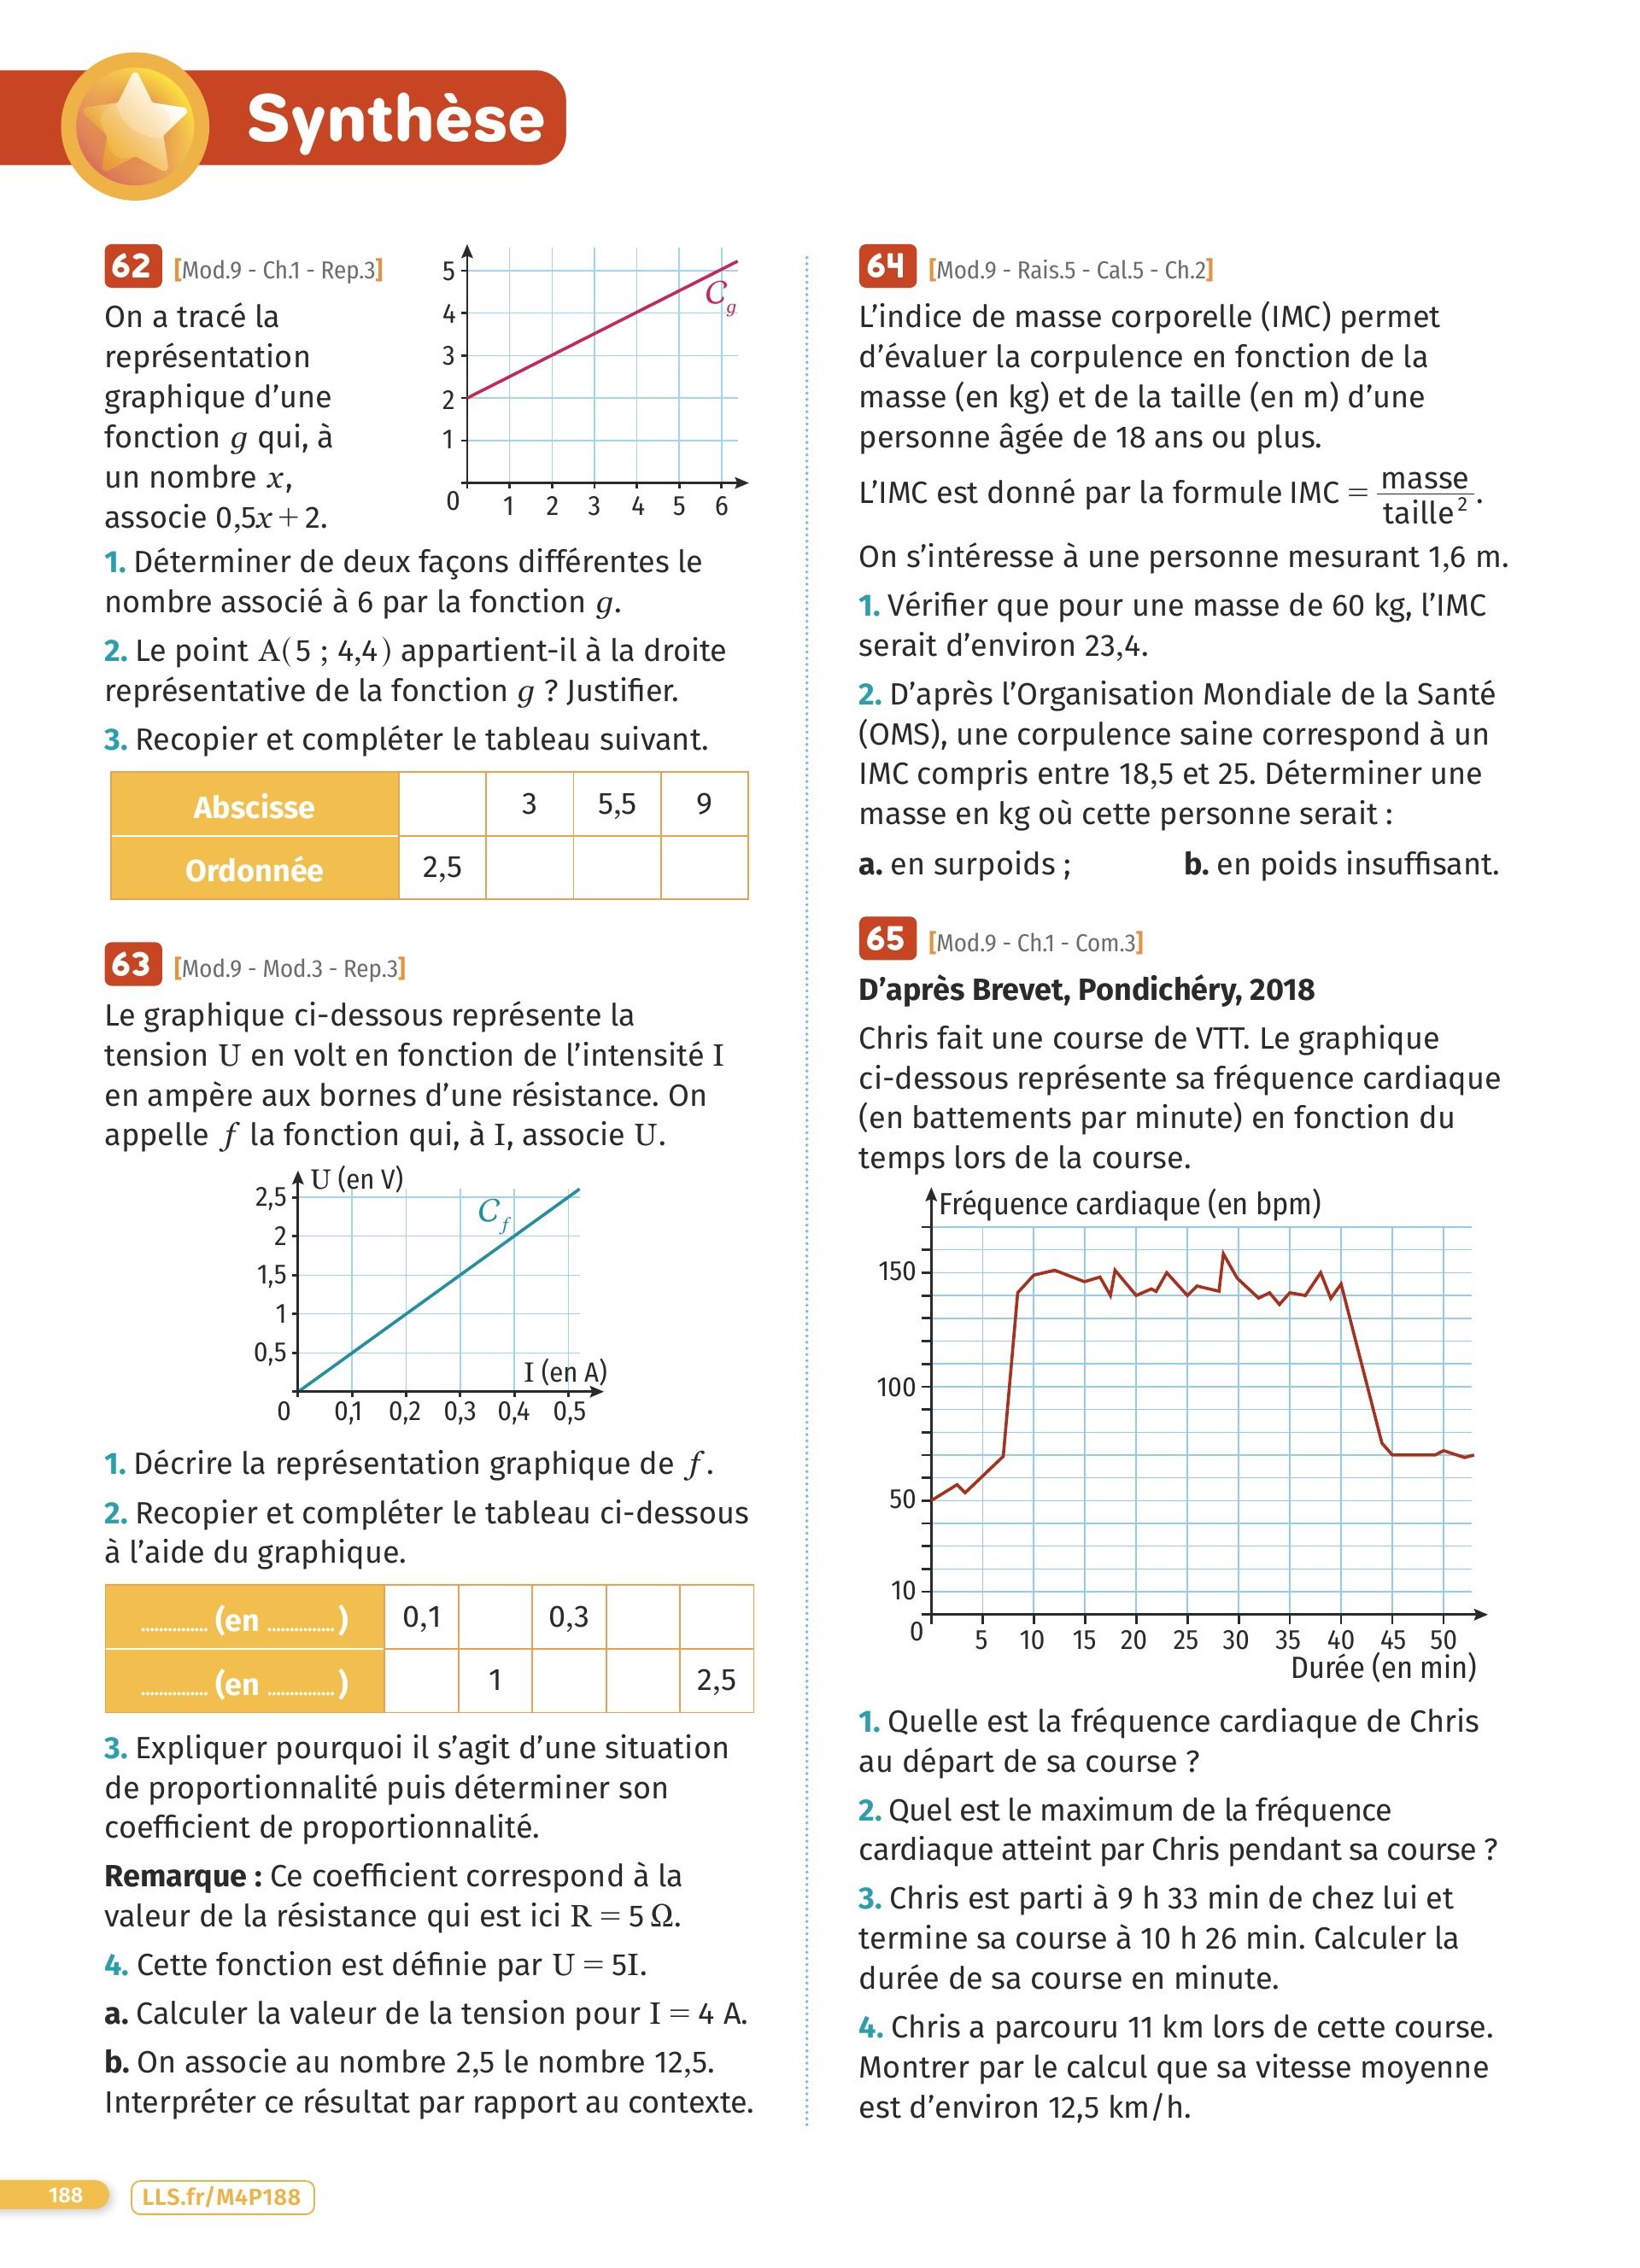 Synthèse
62 [Mod.9 - Ch.1 - Rep.3]
On a tracé la
représentation
graphique d’une
fonction g qui, à
un nombre x,
associe 0,5x + 2.
5
4
3
2
1
0 1 2 3 4 5 6
C_g
1. Déterminer de deux façons différentes le
nombre associé à 6 par la fonction g.
2. Le point A(5 ; 4,4) appartient-il à la droite
représentative de la fonction g ? Justifier.
3. Recopier et compléter le tableau suivant.
Abscisse 3 5,5 9
Ordonnée 2,5
63 [Mod.9 - Mod.3 - Rep.3]
Le graphique ci-dessous représente la
tension U en volt en fonction de l’intensité I
en ampère aux bornes d’une résistance. On
appelle f la fonction qui, à I, associe U.
U (en V)
2,5
2
1,5
1
0,5
C_f
I (en A)
0 0,1 0,2 0,3 0,4 0,5
1. Décrire la représentation graphique de f.
2. Recopier et compléter le tableau ci-dessous
à l’aide du graphique.
.............. (en ..............) 0,1 0,3
.............. (en ..............) 1 2,5
3. Expliquer pourquoi il s’agit d’une situation
de proportionnalité puis déterminer son
coefficient de proportionnalité.
Remarque : Ce coefficient correspond à la
valeur de la résistance qui est ici R = 5 Ω.
4. Cette fonction est définie par U = 5I.
a. Calculer la valeur de la tension pour I = 4 A.
b. On associe au nombre 2,5 le nombre 12,5.
Interpréter ce résultat par rapport au contexte.
64 [Mod.9 - Rais.5 - Cal.5 - Ch.2]
L’indice de masse corporelle (IMC) permet
d’évaluer la corpulence en fonction de la
masse (en kg) et de la taille (en m) d’une
personne âgée de 18 ans ou plus.
L’IMC est donné par la formule IMC = masse / taille².
On s’intéresse à une personne mesurant 1,6 m.
1. Vérifier que pour une masse de 60 kg, l’IMC
serait d’environ 23,4.
2. D’après l’Organisation Mondiale de la Santé
(OMS), une corpulence saine correspond à un
IMC compris entre 18,5 et 25. Déterminer une
masse en kg où cette personne serait :
a. en surpoids ; b. en poids insuffisant.
65 [Mod.9 - Ch.1 - Com.3]
D’après Brevet, Pondichéry, 2018
Chris fait une course de VTT. Le graphique
ci-dessous représente sa fréquence cardiaque
(en battements par minute) en fonction du
temps lors de la course.
Fréquence cardiaque (en bpm)
150
100
50
10
0 5 10 15 20 25 30 35 40 45 50
Durée (en min)
1. Quelle est la fréquence cardiaque de Chris
au départ de sa course ?
2. Quel est le maximum de la fréquence
cardiaque atteint par Chris pendant sa course ?
3. Chris est parti à 9 h 33 min de chez lui et
termine sa course à 10 h 26 min. Calculer la
durée de sa course en minute.
4. Chris a parcouru 11 km lors de cette course.
Montrer par le calcul que sa vitesse moyenne
est d’environ 12,5 km/h.
188
LLS.fr/M4P188